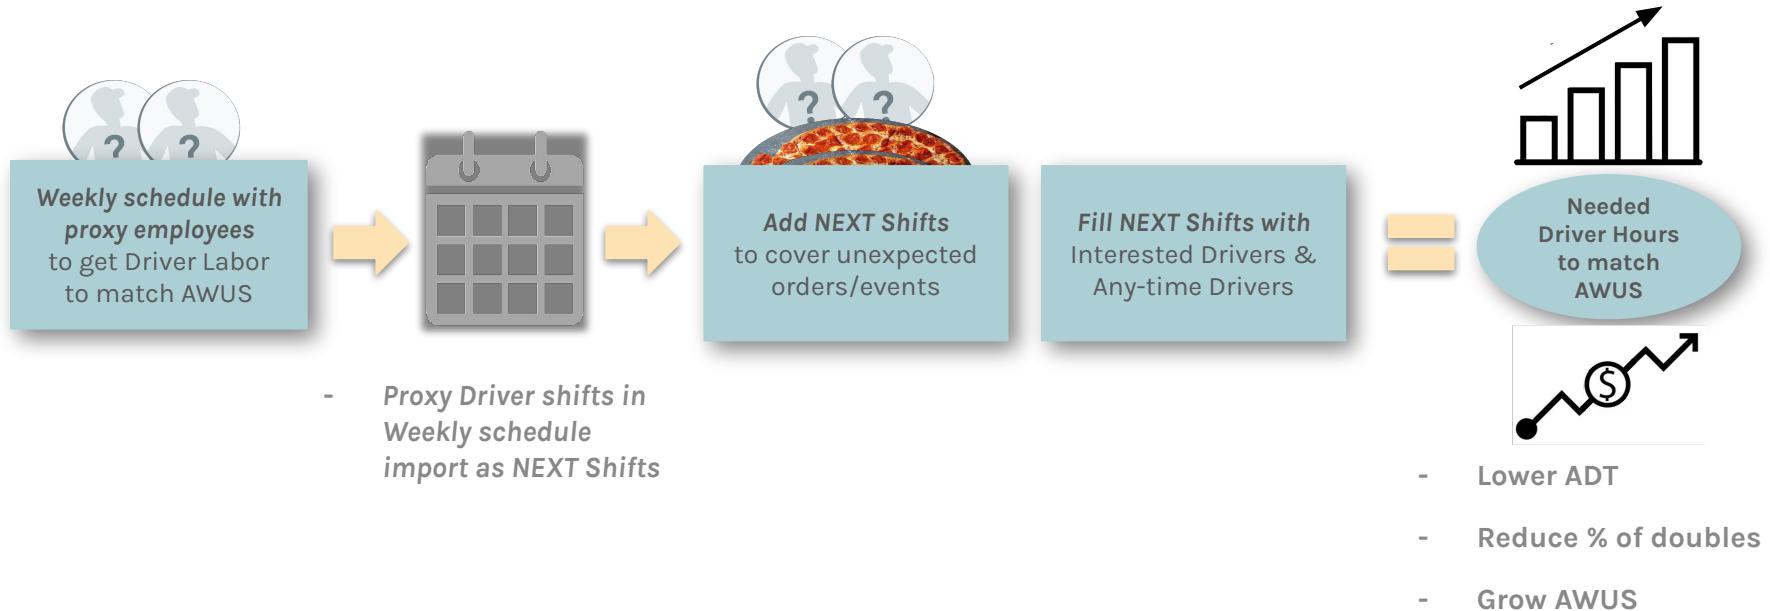 Weekly schedule with
proxy employees
to get Driver Labor
to match AWUS
- Proxy Driver shifts in
Weekly schedule
import as NEXT Shifts
? ?
? ?
Add NEXT Shifts
to cover unexpected
orders/events
Fill NEXT Shifts with
Interested Drivers &
Any-time Drivers
Needed
Driver Hours
to match
AWUS
$
- Lower ADT
- Reduce % of doubles
- Grow AWUS